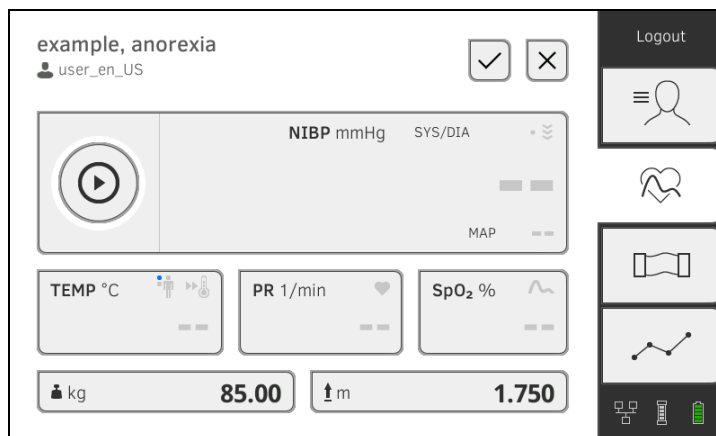 example, anorexia
user_en_US
Logout
NIBP mmHg SYS/DIA
-- --
MAP --
TEMP °C
--
PR 1/min
--
SpO₂ %
--
kg 85.00
m 1.750